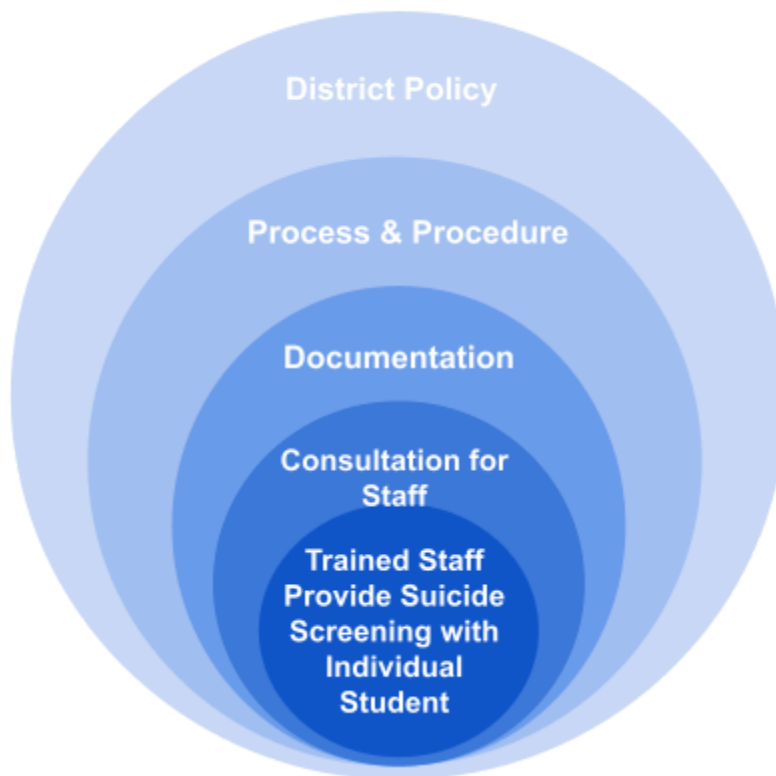 District Policy
Process & Procedure
Documentation
Consultation for
Staff
Trained Staff
Provide Suicide
Screening with
Individual
Student